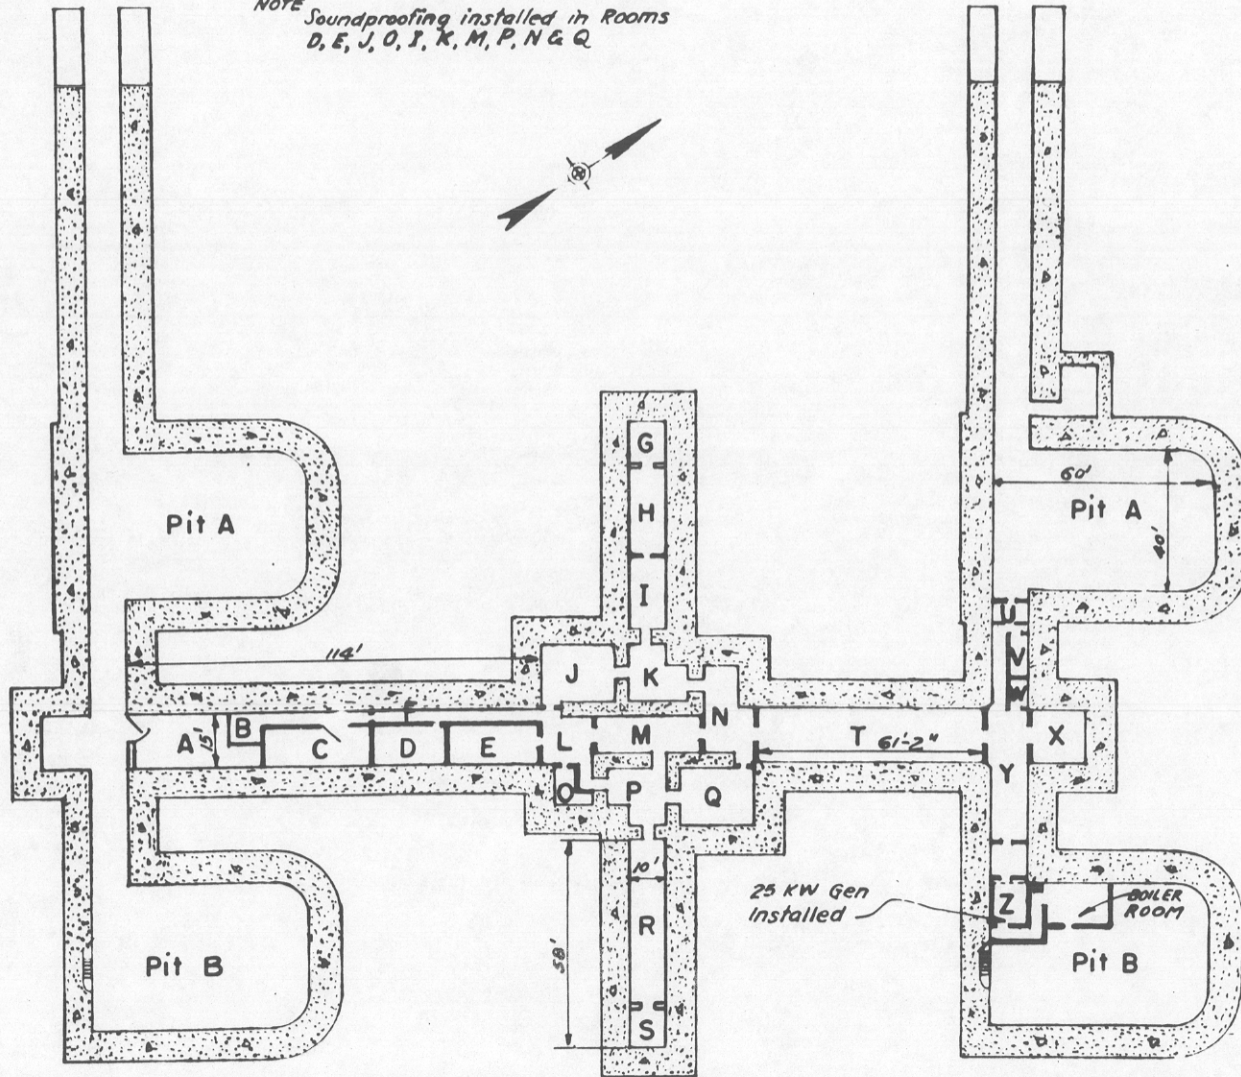 NOTE
Soundproofing installed in Rooms
D, E, J, O, I, K, M, P, N & Q
G
60'
H
Pit A
Pit A
40'
I
U
V
114'
J
K
W
N
A
15'
B
C
D
E
L
M
T
61'-2"
X
Y
O
P
Q
10'
25 KW Gen
Installed
Z
BOILER
ROOM
R
58'
Pit B
Pit B
S